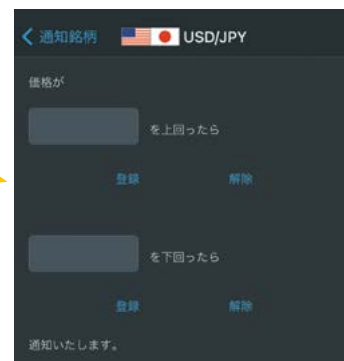 通知銘柄 USD/JPY
価格が
を上回ったら
登録 解除
を下回ったら
登録 解除
通知いたします。